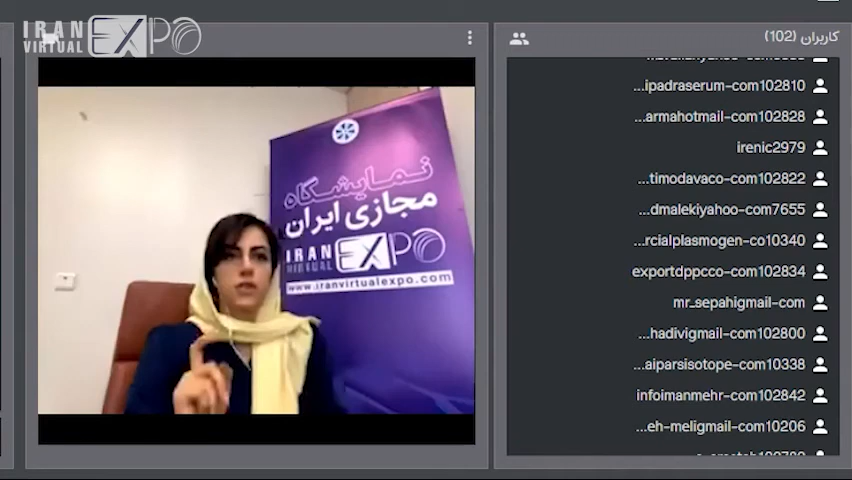 IRAN
VIRTUAL
EXPO
کاربران (102)
...ipadraserum-com102810
...armahotmail-com102828
irenic2979
...timodavaco-com102822
...dmalekiyahoo-com7655
...rcialplasmogen-co10340
exportdppcco-com102834
mr_sepahigmail-com
...hadivigmail-com102800
...aiparsisotope-com10338
infoimanmehr-com102842
...eh-meligmail-com10206
نمایشگاه
مجازی ایران
IRAN
VIRTUAL
EXPO
www.iranvirtualexpo.com